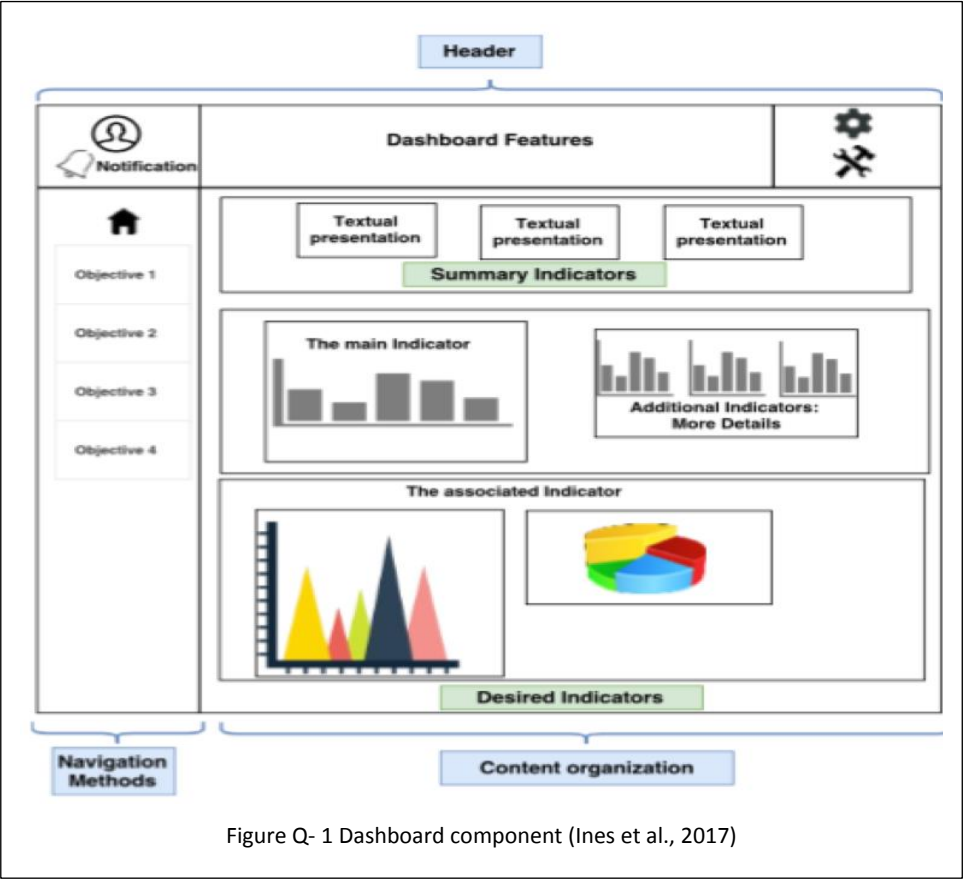 Header
Notification
Dashboard Features
Objective 1
Objective 2
Objective 3
Objective 4
Textual
presentation
Textual
presentation
Textual
presentation
Summary Indicators
The main Indicator
Additional Indicators:
More Details
The associated Indicator
Desired Indicators
Navigation
Methods
Content organization
Figure Q- 1 Dashboard component (Ines et al., 2017)